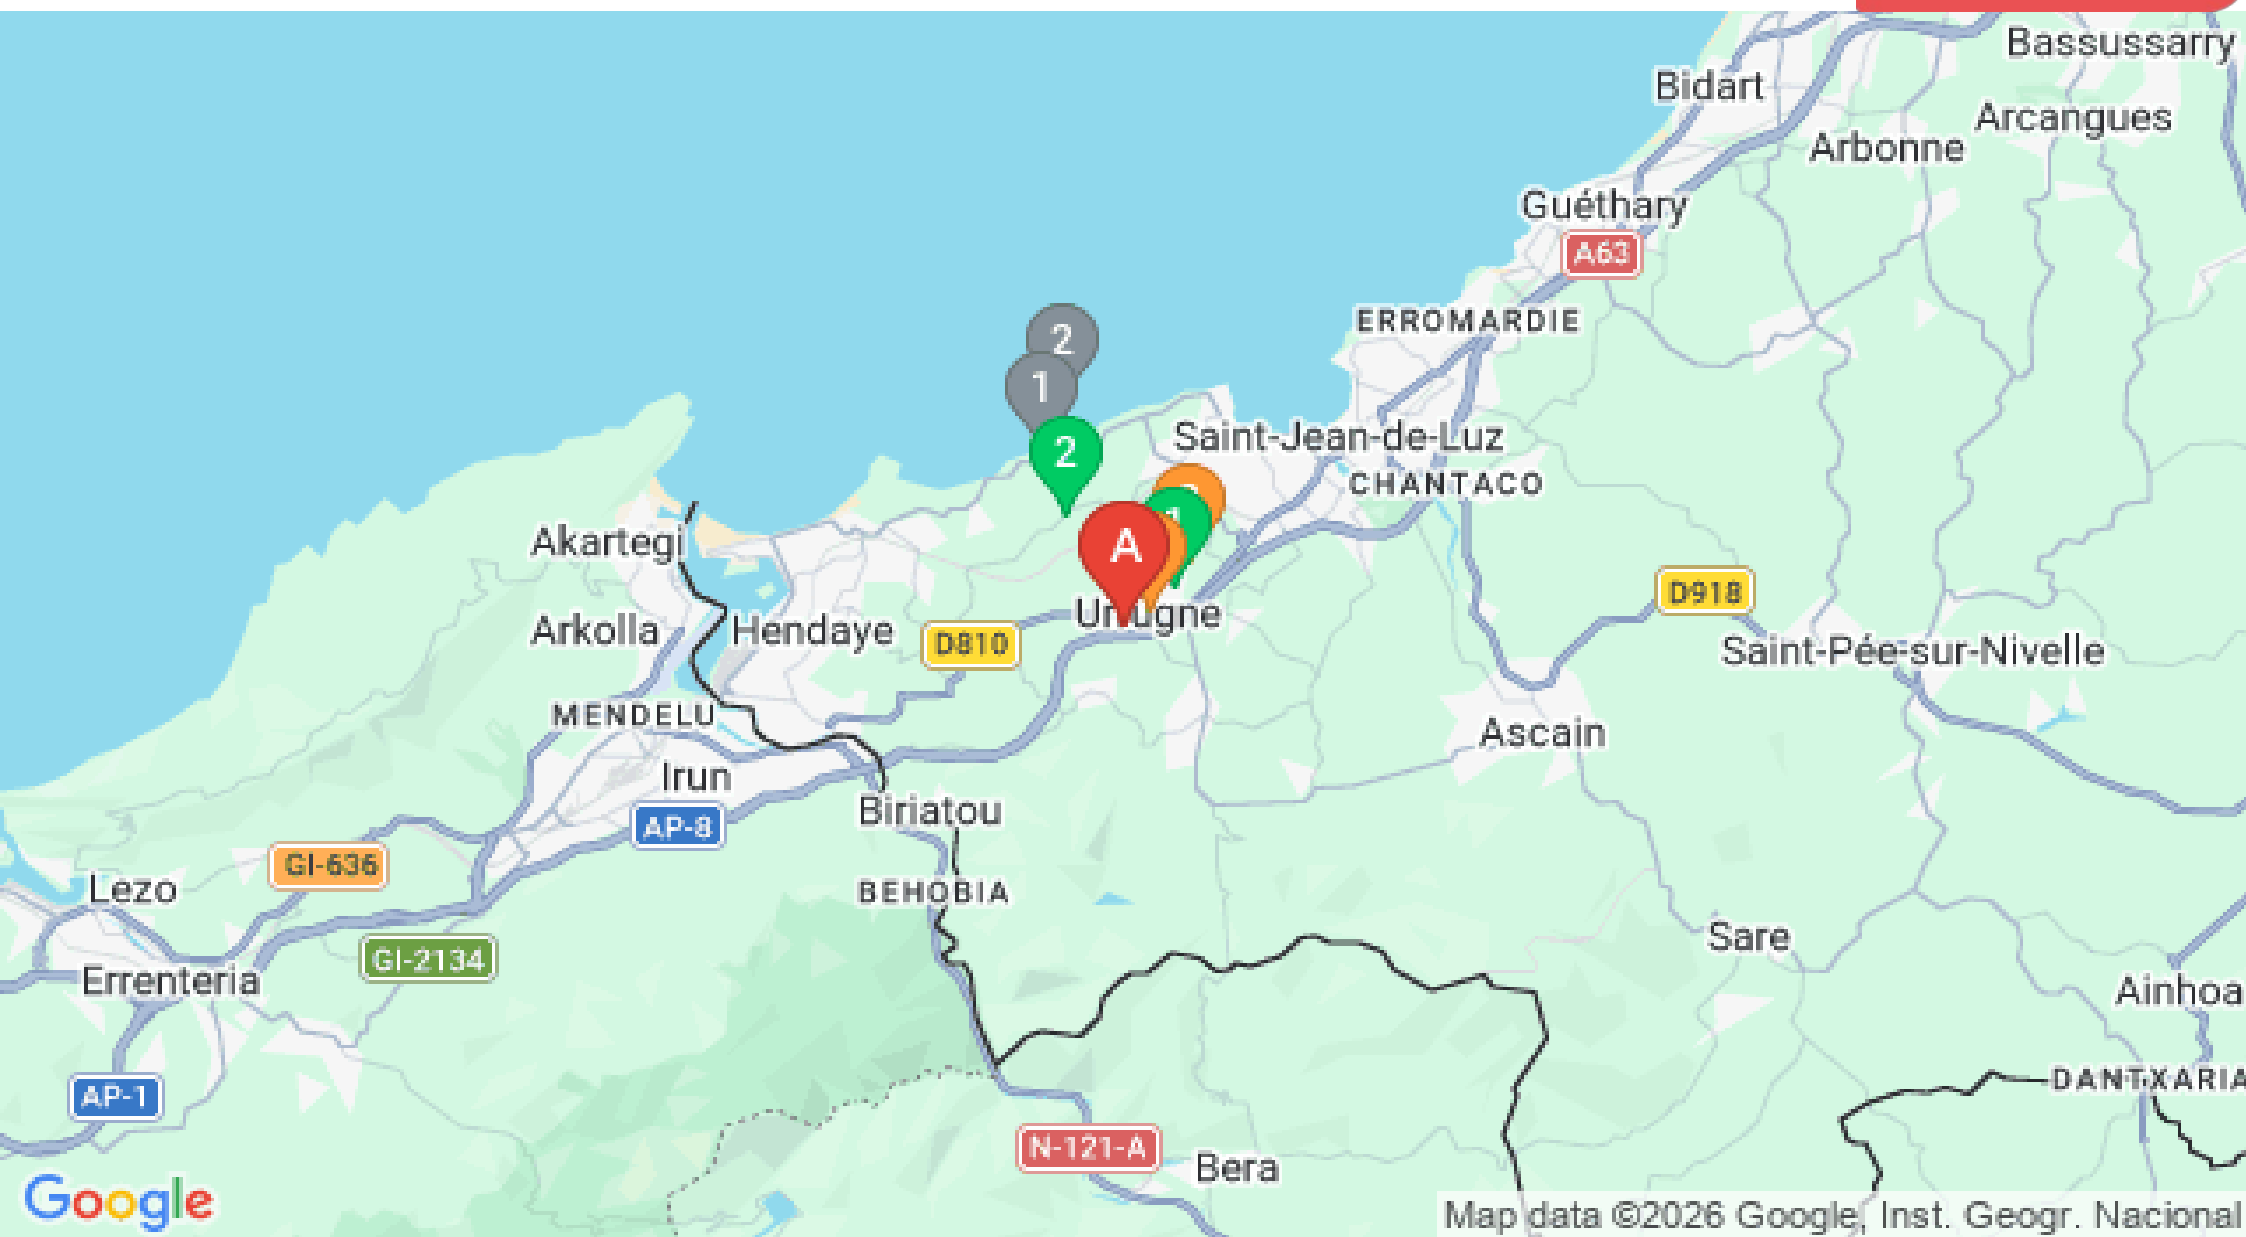 Bassussarry
Bidart
Arcangues
Arbonne
Guéthary
A63
ERROMARDIE
2
1
2
Saint-Jean-de-Luz
CHANTACO
1
A
Akartegi
D918
Arkolla
Hendaye
D810
Saint-Pée-sur-Nivelle
MENDELU
Ascain
Irun
Biriatou
AP-8
GI-636
Lezo
BEHOBIA
Sare
GI-2134
Errenteria
Ainhoa
DANTXARIA
AP-1
N-121-A
Bera
Google
Map data ©2026 Google, Inst. Geogr. Nacional